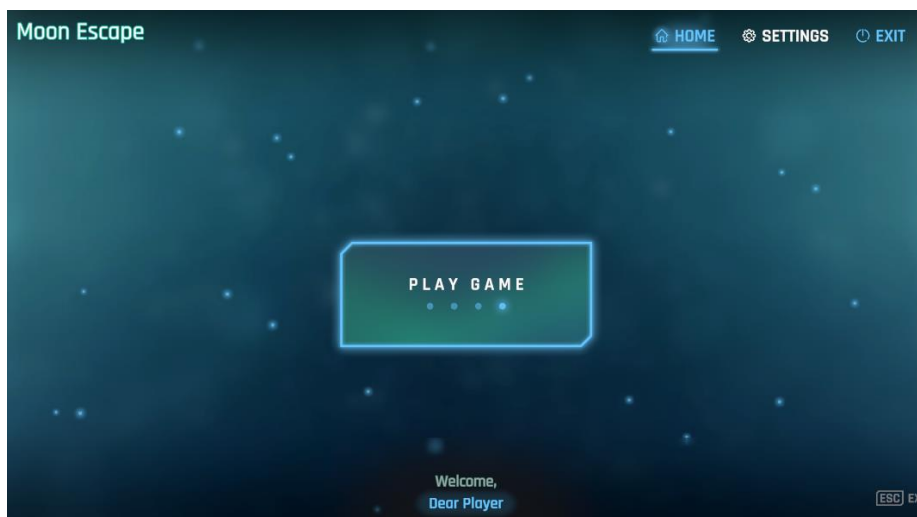 Moon Escape
HOME SETTINGS EXIT
PLAY GAME
Welcome,
Dear Player
ESC